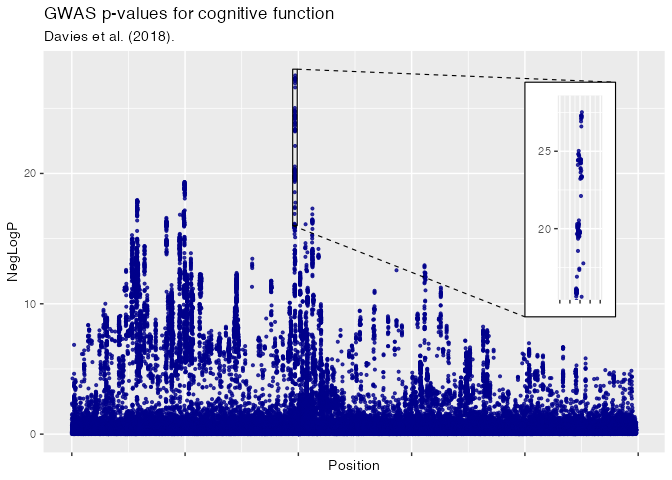 GWAS p-values for cognitive function
Davies et al. (2018).
NegLogP
20
10
0
25
20
Position